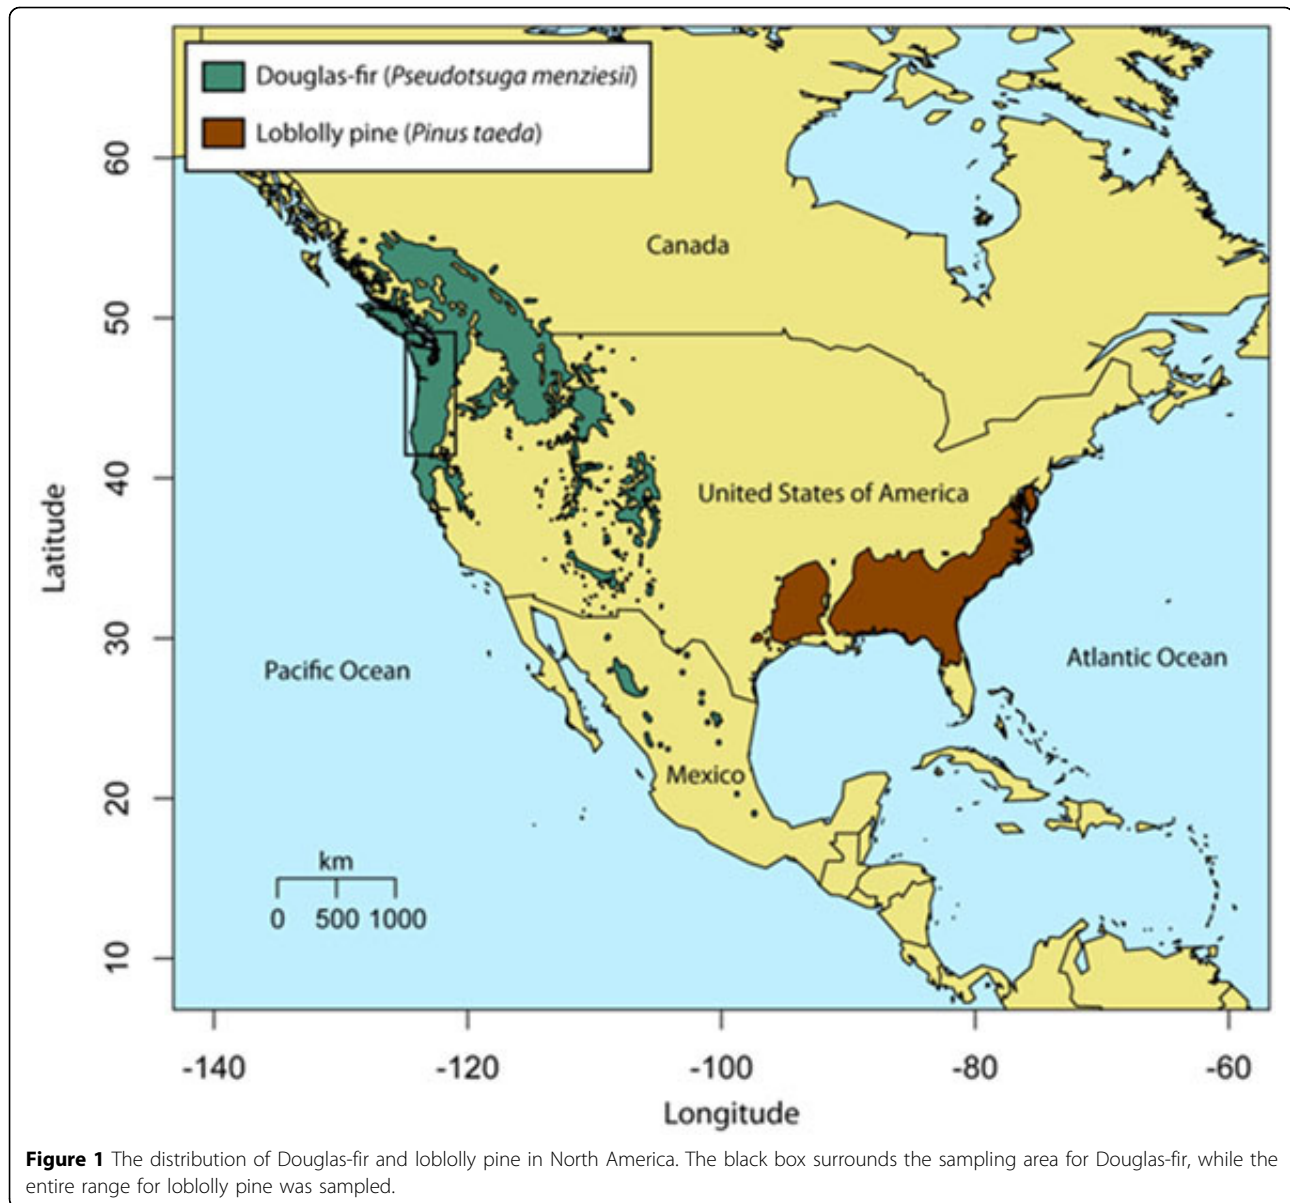 Douglas-fir (Pseudotsuga menziesii)
Loblolly pine (Pinus taeda)
Canada
United States of America
Pacific Ocean
Atlantic Ocean
Mexico
km
0 500 1000
Latitude
60
50
40
30
20
10
-140 -120 -100 -80 -60
Longitude
Figure 1 The distribution of Douglas-fir and loblolly pine in North America. The black box surrounds the sampling area for Douglas-fir, while the
entire range for loblolly pine was sampled.